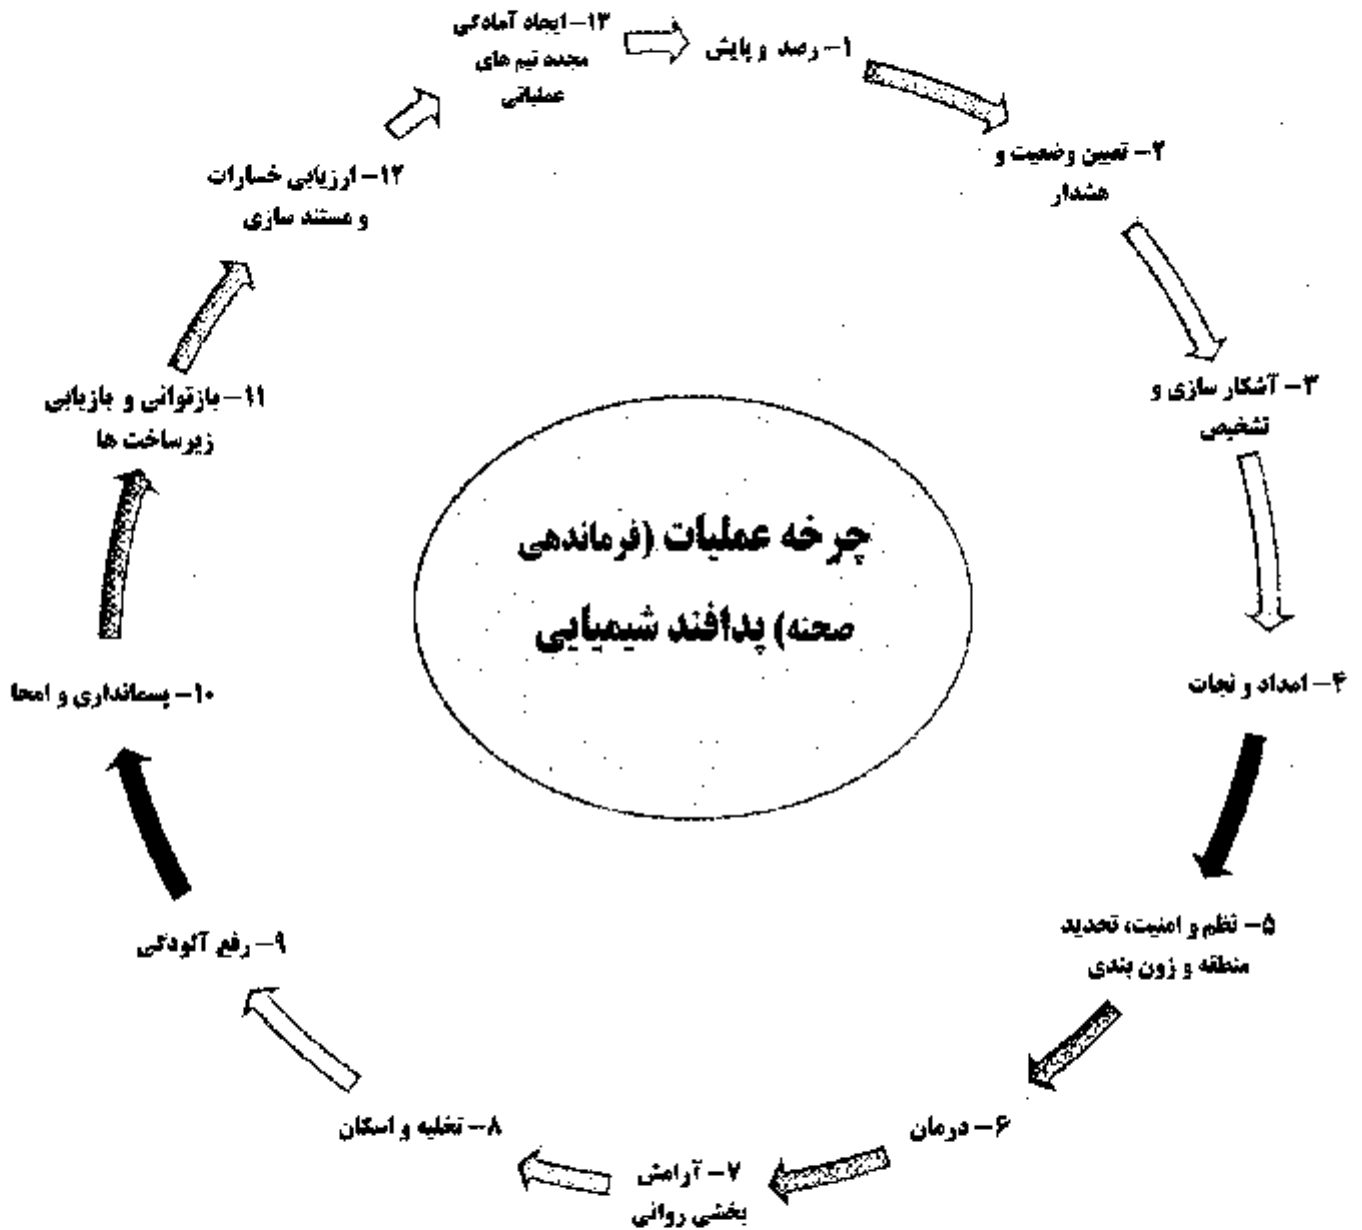 چرخه عملیات (فرماندهی
صحنه) پدافند شیمیایی
۱- رصد و پایش
۲- تعیین وضعیت و
هشدار
۳- آشکار سازی و
تشخیص
۴- امداد و نجات
۵- نظم و امنیت، تحدید
منطقه و زون بندی
۶- درمان
۷- آرامش
بخشی روانی
۸- تخلیه و اسکان
۹- رفع آلودگی
۱۰- پسمانداری و امحا
۱۱- بازتوانی و بازیابی
زیرساخت ها
۱۲- ارزیابی خسارات
و مستند سازی
۱۳- ایجاد آمادگی
مجدد تیم های
عملیاتی